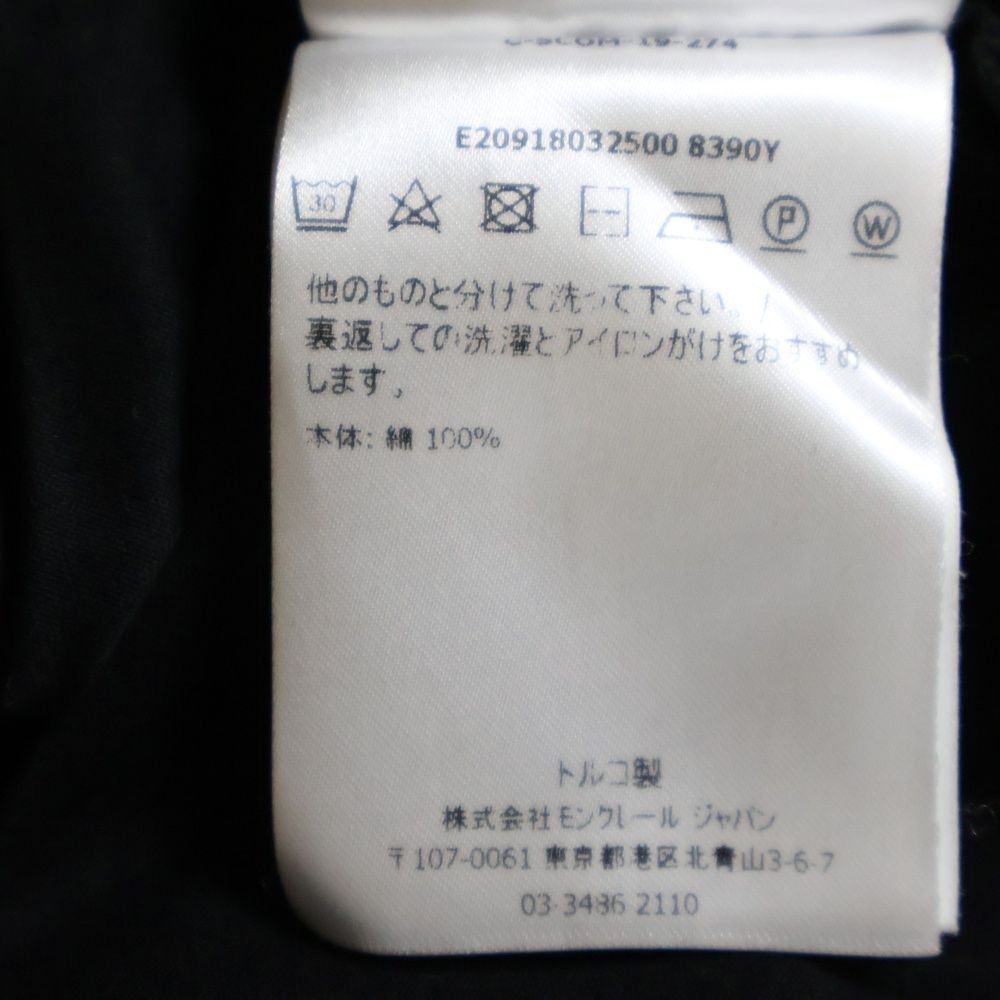 C-SCOM-19-274
E20918032500 8390Y
30 P W
他のものと分けて洗って下さい。/
裏返しての洗濯とアイロンがけをおすすめ
します。
本体: 綿 100%
トルコ製
株式会社モンクレール ジャパン
〒107-0061 東京都港区北青山3-6-7
03-3486 2110